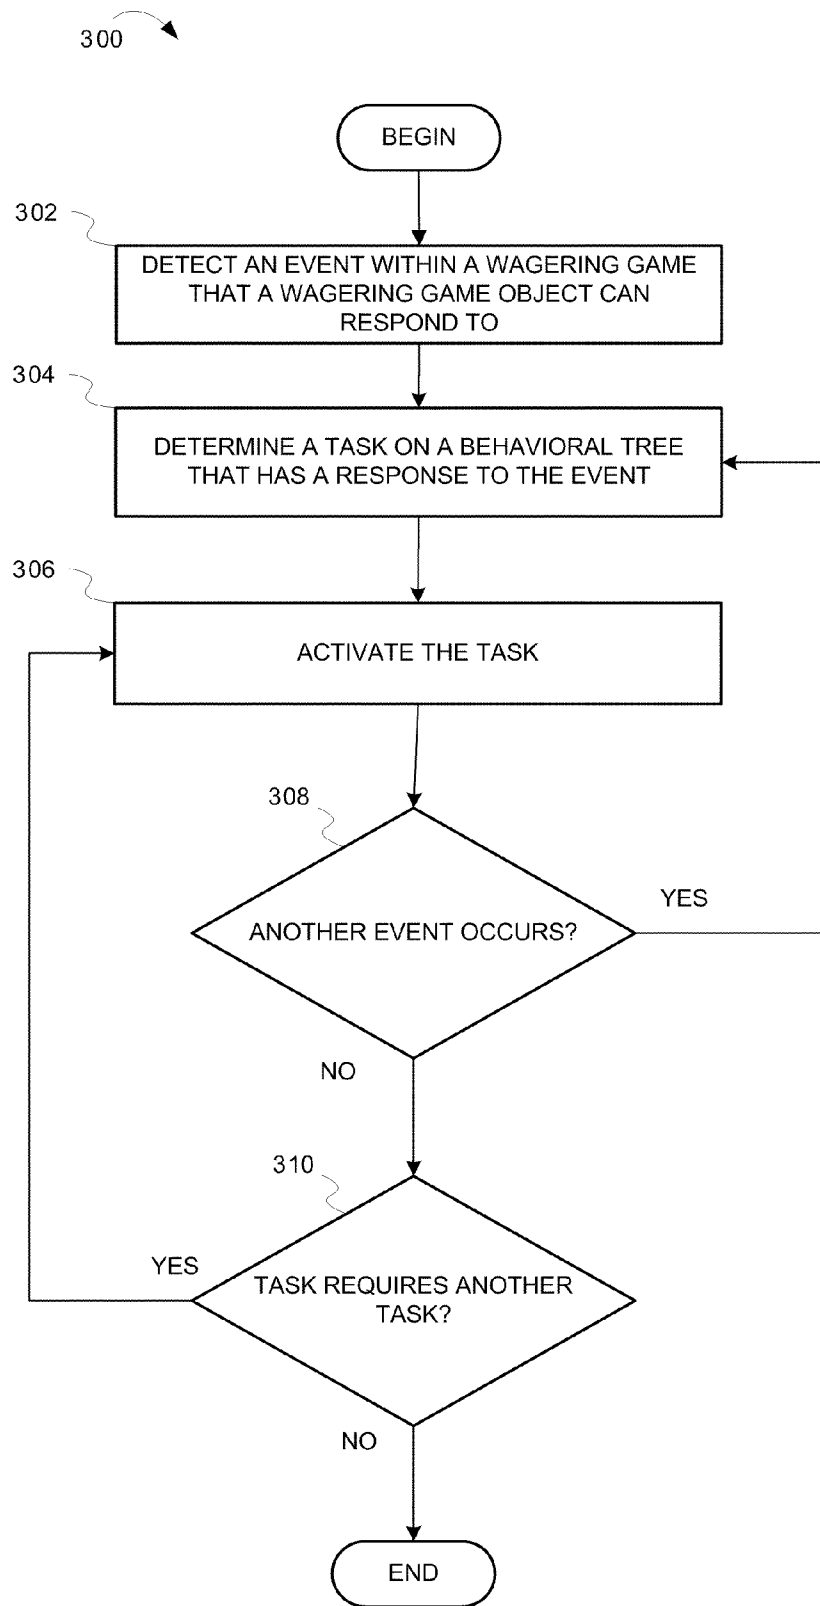 300
BEGIN
302
DETECT AN EVENT WITHIN A WAGERING GAME
THAT A WAGERING GAME OBJECT CAN
RESPOND TO
304
DETERMINE A TASK ON A BEHAVIORAL TREE
THAT HAS A RESPONSE TO THE EVENT
306
ACTIVATE THE TASK
308
ANOTHER EVENT OCCURS?
YES
NO
310
YES
TASK REQUIRES ANOTHER
TASK?
NO
END